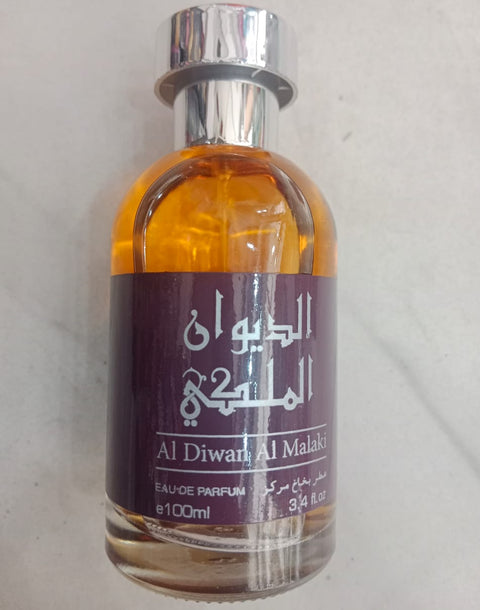 الديوان
الملكي
Al Diwan Al Malaki
EAU DE PARFUM عطر بخاخ مركز
e100ml 3,4 fl.oz